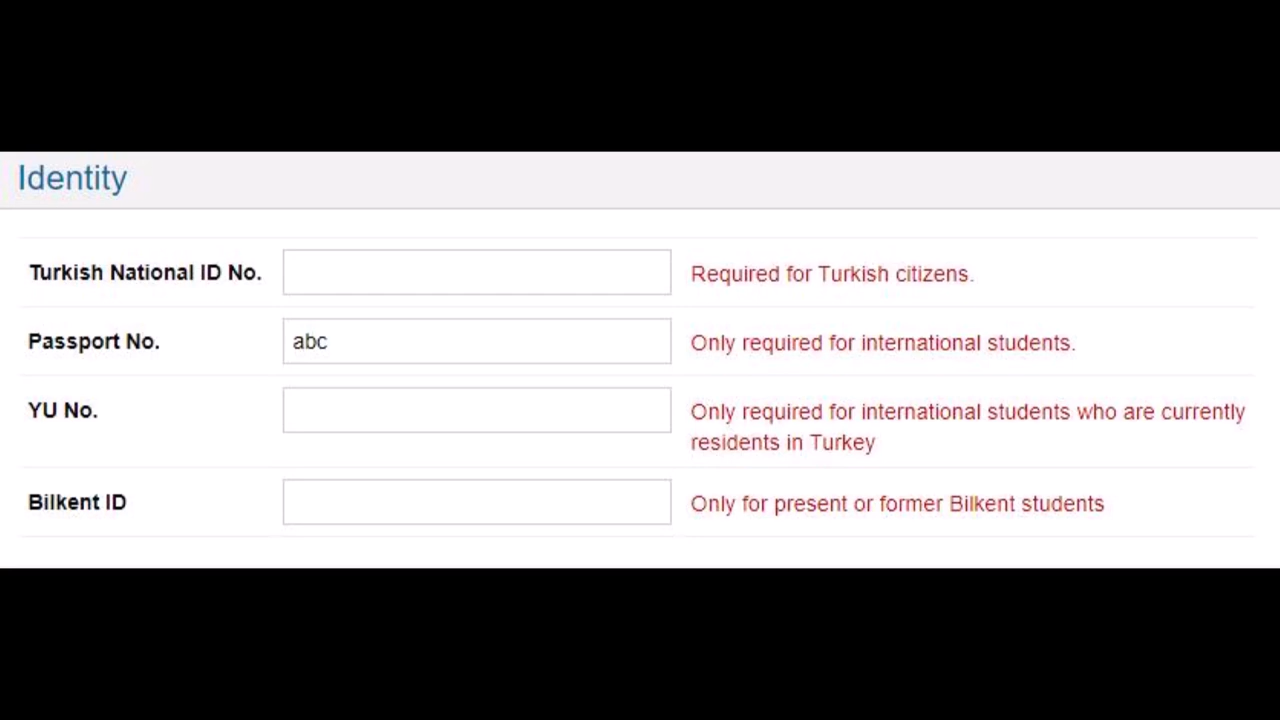 Identity
Turkish National ID No.
Required for Turkish citizens.
Passport No.
abc
Only required for international students.
YU No.
Only required for international students who are currently
residents in Turkey
Bilkent ID
Only for present or former Bilkent students